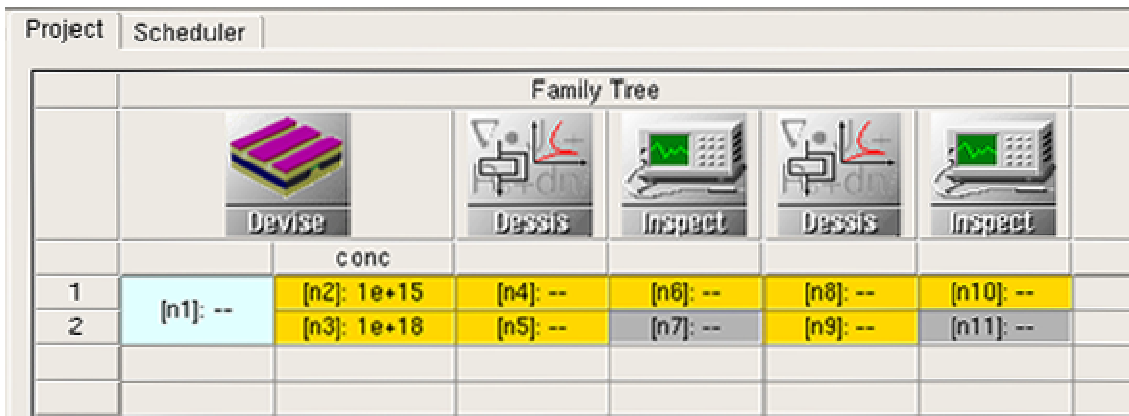 Project Scheduler
Family Tree
Devise Dessis Inspect Dessis Inspect
conc
1 [n1]: -- [n2]: 1e+15 [n4]: -- [n6]: -- [n8]: -- [n10]: --
2 [n3]: 1e+18 [n5]: -- [n7]: -- [n9]: -- [n11]: --